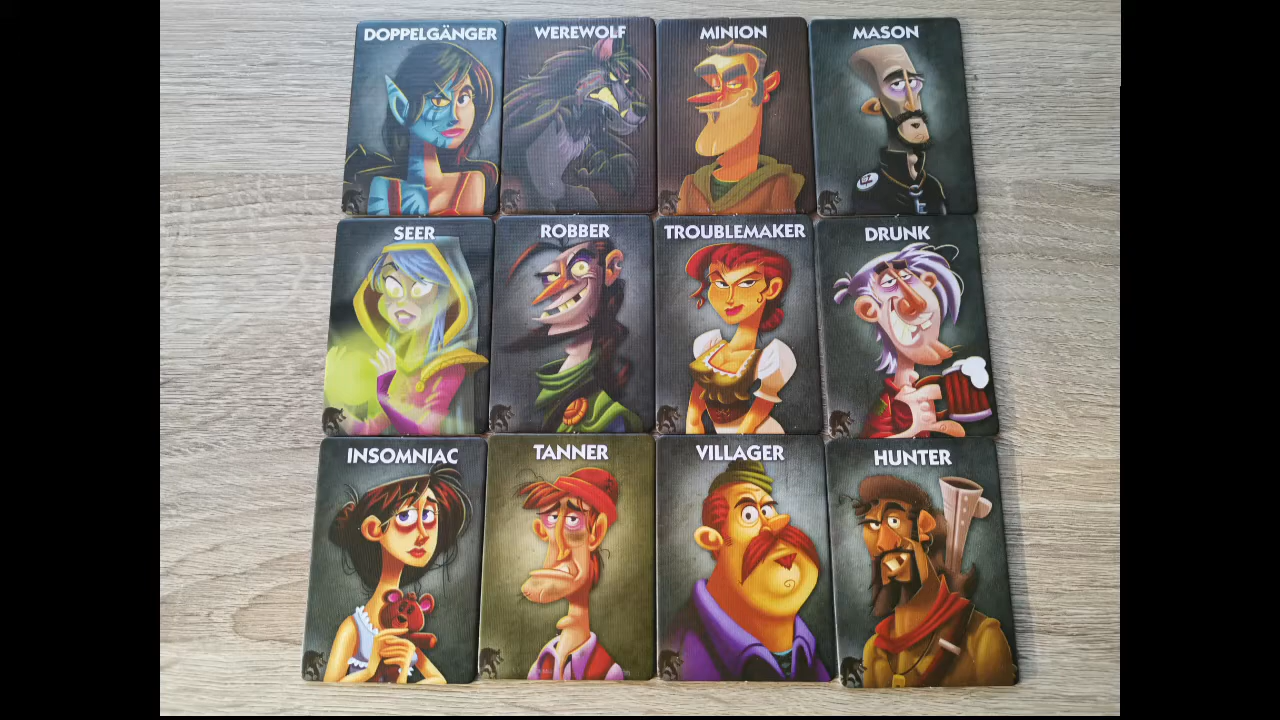 DOPPELGÄNGER
WEREWOLF
MINION
MASON
SEER
ROBBER
TROUBLEMAKER
DRUNK
INSOMNIAC
TANNER
VILLAGER
HUNTER